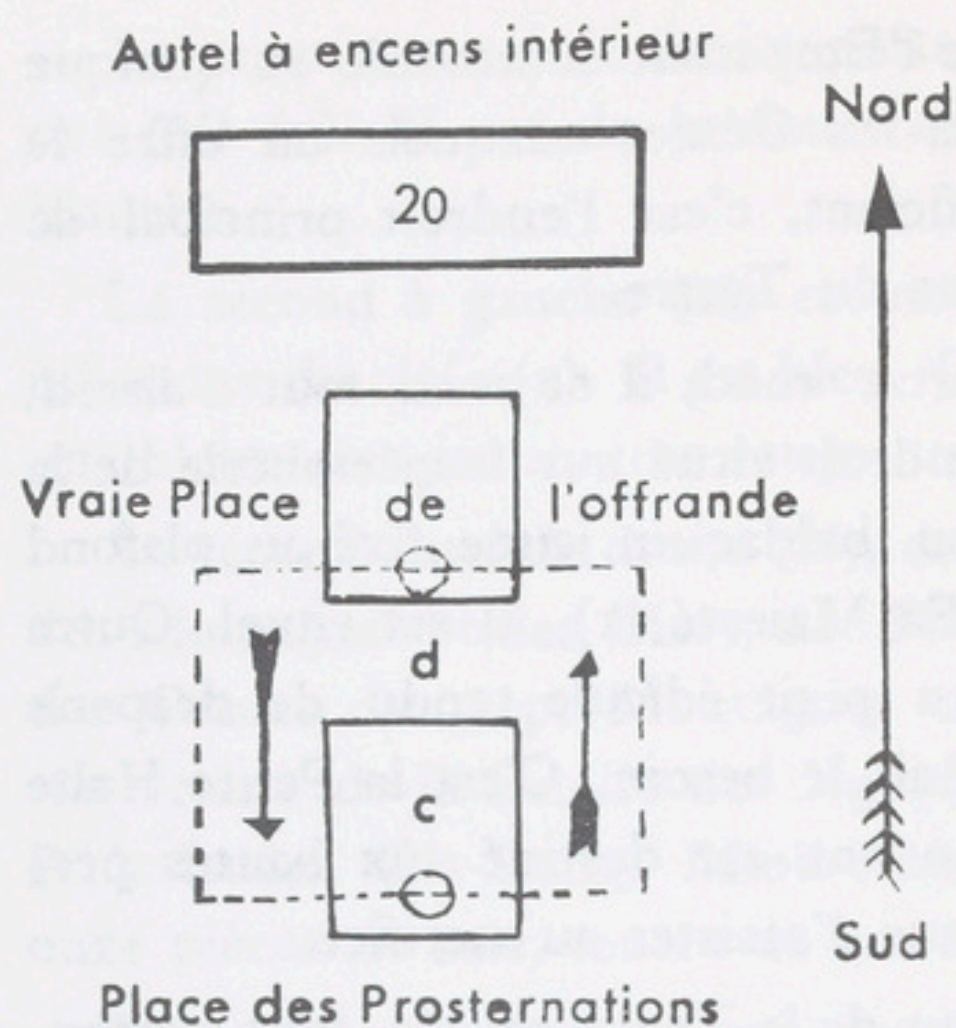 Autel à encens intérieur
Nord
20
Vraie Place de l'offrande
d
c
Sud
Place des Prosternations